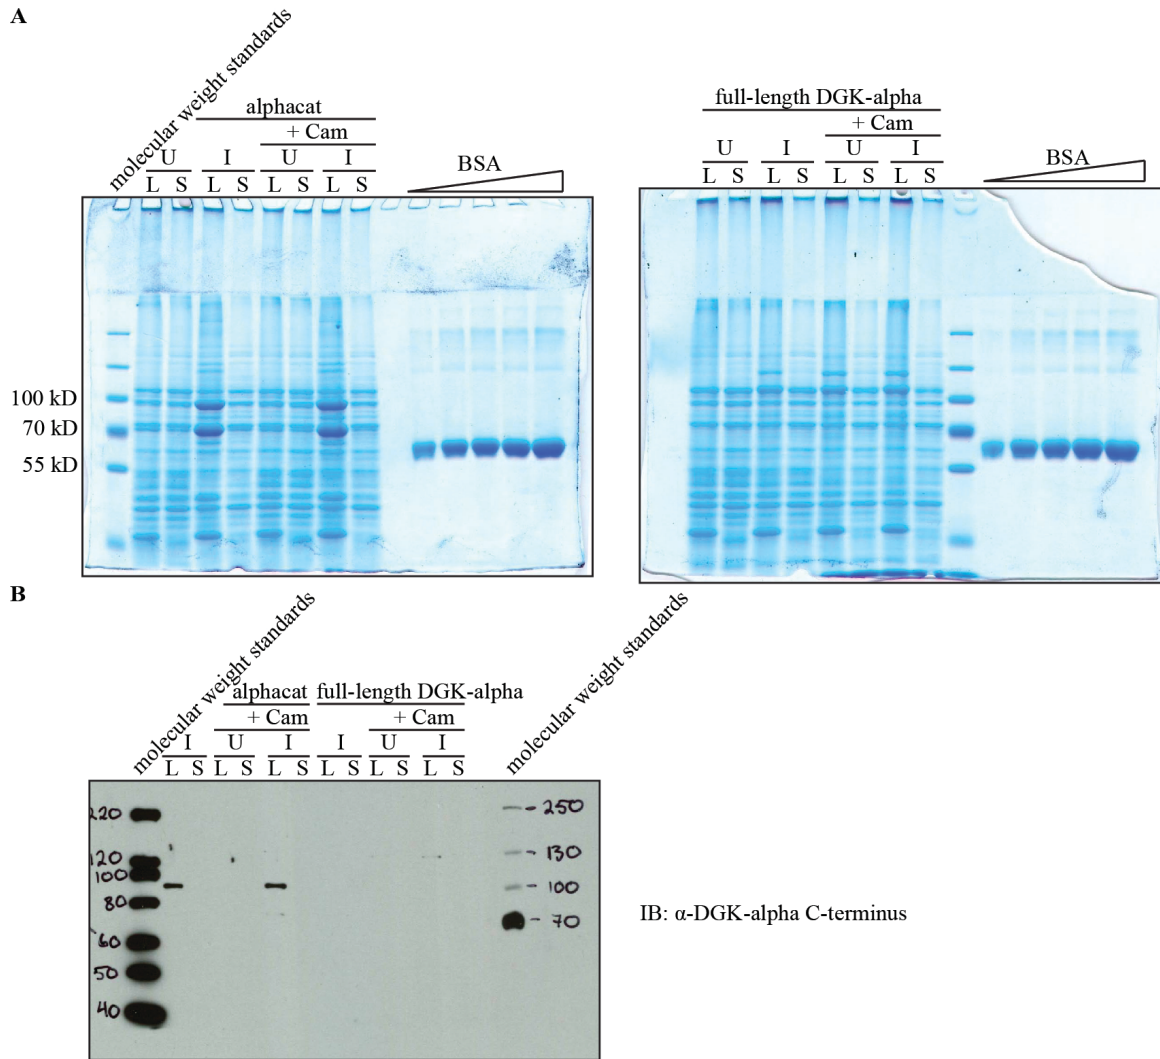 A
molecular weight standards
alphacat
+ Cam
U I U I
L S L S L S L S
BSA
100 kD
70 kD
55 kD
full-length DGK-alpha
+ Cam
U I U I
L S L S L S L S
BSA
B
molecular weight standards
alphacat full-length DGK-alpha
+ Cam + Cam
I U I I U I
L S L S L S L S L S L S
molecular weight standards
220
120
100
80
60
50
40
- 250
- 130
- 100
- 70
IB: α-DGK-alpha C-terminus